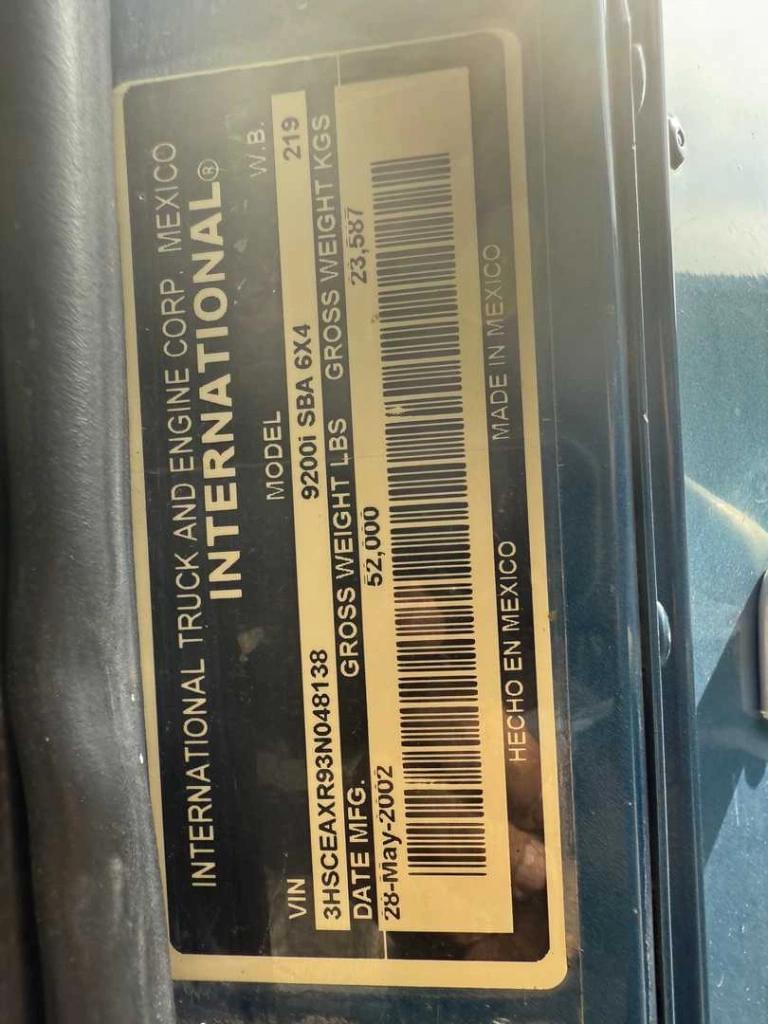 INTERNATIONAL TRUCK AND ENGINE CORP. MEXICO
INTERNATIONAL®
VIN MODEL W.B.
3HSCEAXR93N048138 9200i SBA 6X4 219
DATE MFG. GROSS WEIGHT LBS GROSS WEIGHT KGS
28-May-2002 52,000 23,587
HECHO EN MEXICO MADE IN MEXICO